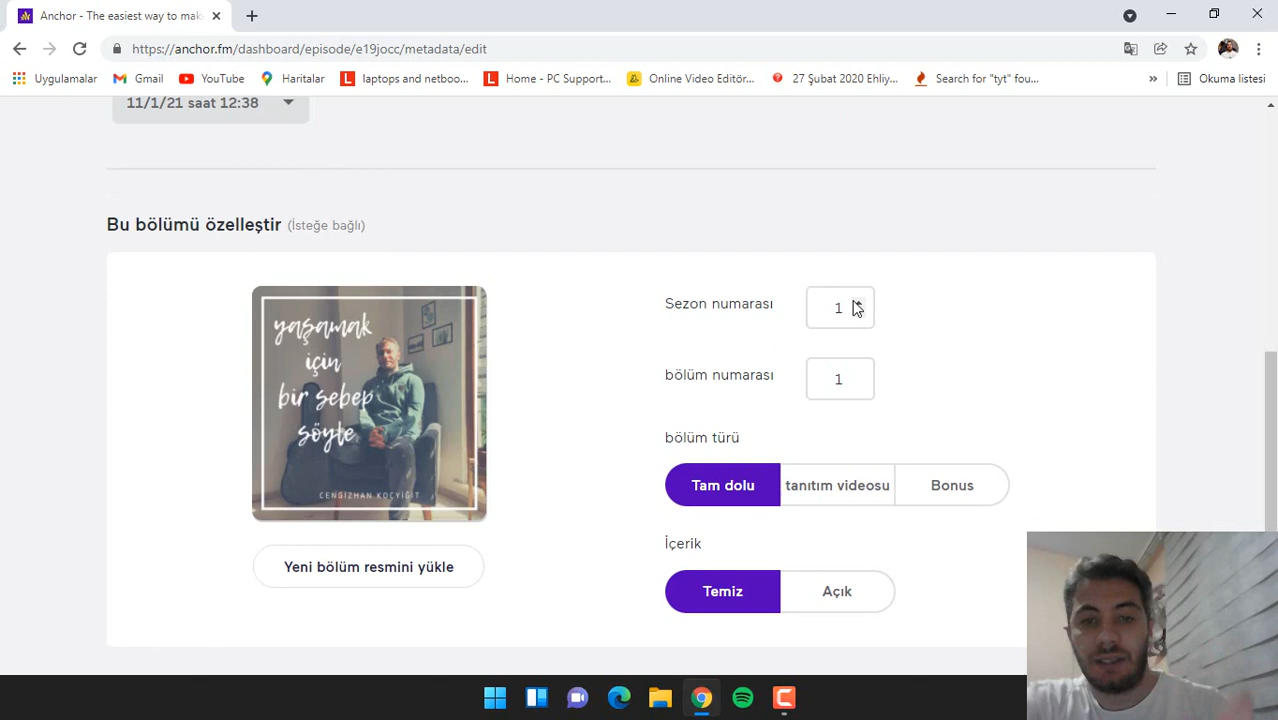 Anchor - The easiest way to mak
https://anchor.fm/dashboard/episode/e19jocc/metadata/edit
Uygulamalar Gmail YouTube Haritalar laptops and netboo... Home - PC Support... Online Video Editör... 27 Şubat 2020 Ehliy... Search for "tyt" fou... » Okuma listesi
11/1/21 saat 12:38
Bu bölümü özelleştir (İsteğe bağlı)
yaşamak
için
bir sebep
söyle
CENGİZHAN KOÇYİĞİT
Yeni bölüm resmini yükle
Sezon numarası 1
bölüm numarası 1
bölüm türü
Tam dolu tanıtım videosu Bonus
İçerik
Temiz Açık